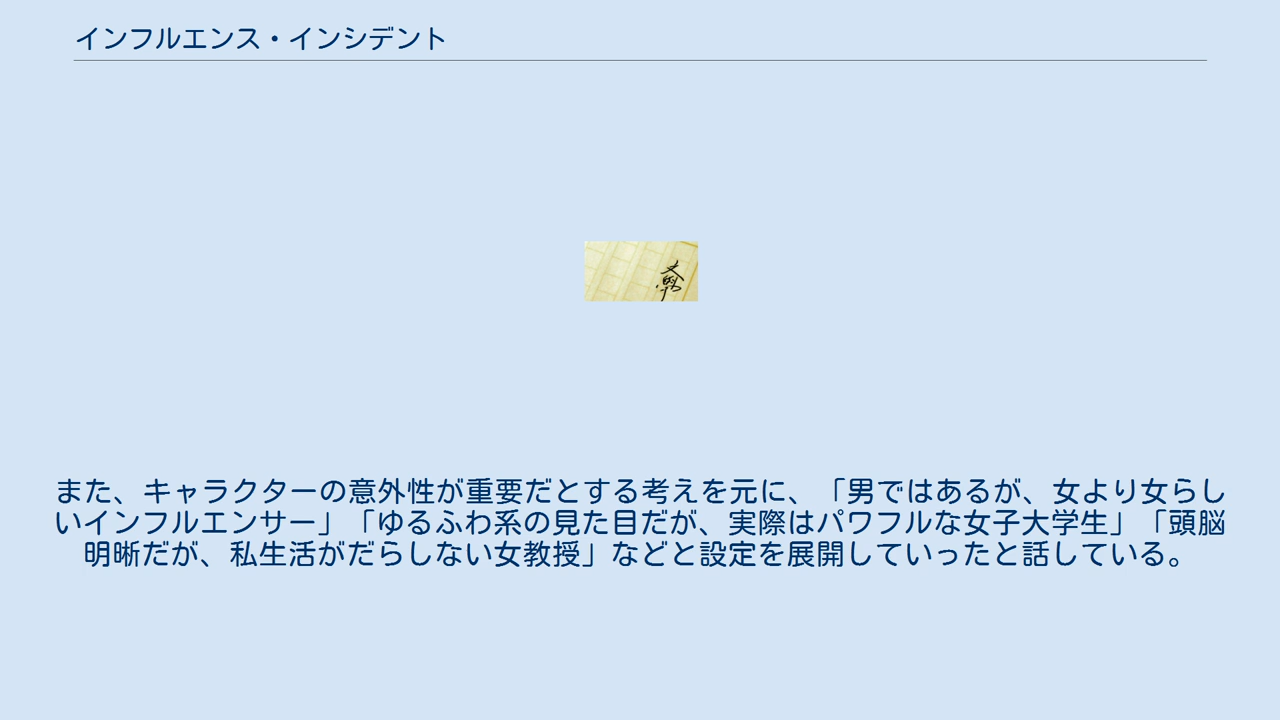 インフルエンス・インシデント
また、キャラクターの意外性が重要だとする考えを元に、「男ではあるが、女より女らし
いインフルエンサー」「ゆるふわ系の見た目だが、実際はパワフルな女子大学生」「頭脳
明晰だが、私生活がだらしない女教授」などと設定を展開していったと話している。